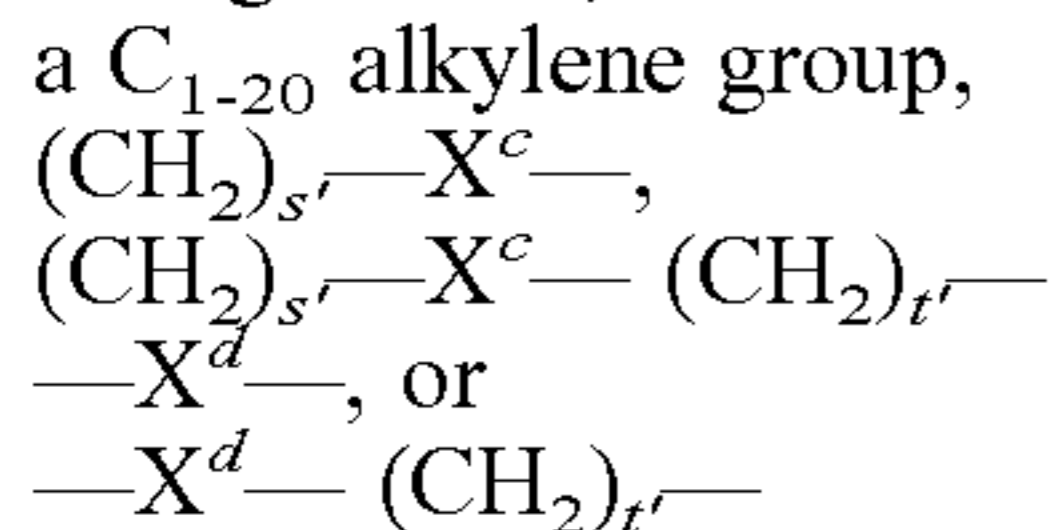 a C₁₋₂₀ alkylene group,
(CH₂)ₛ′—Xᶜ—,
(CH₂)ₛ′—Xᶜ— (CH₂)ₜ′—
—Xᵈ—, or
—Xᵈ— (CH₂)ₜ′—